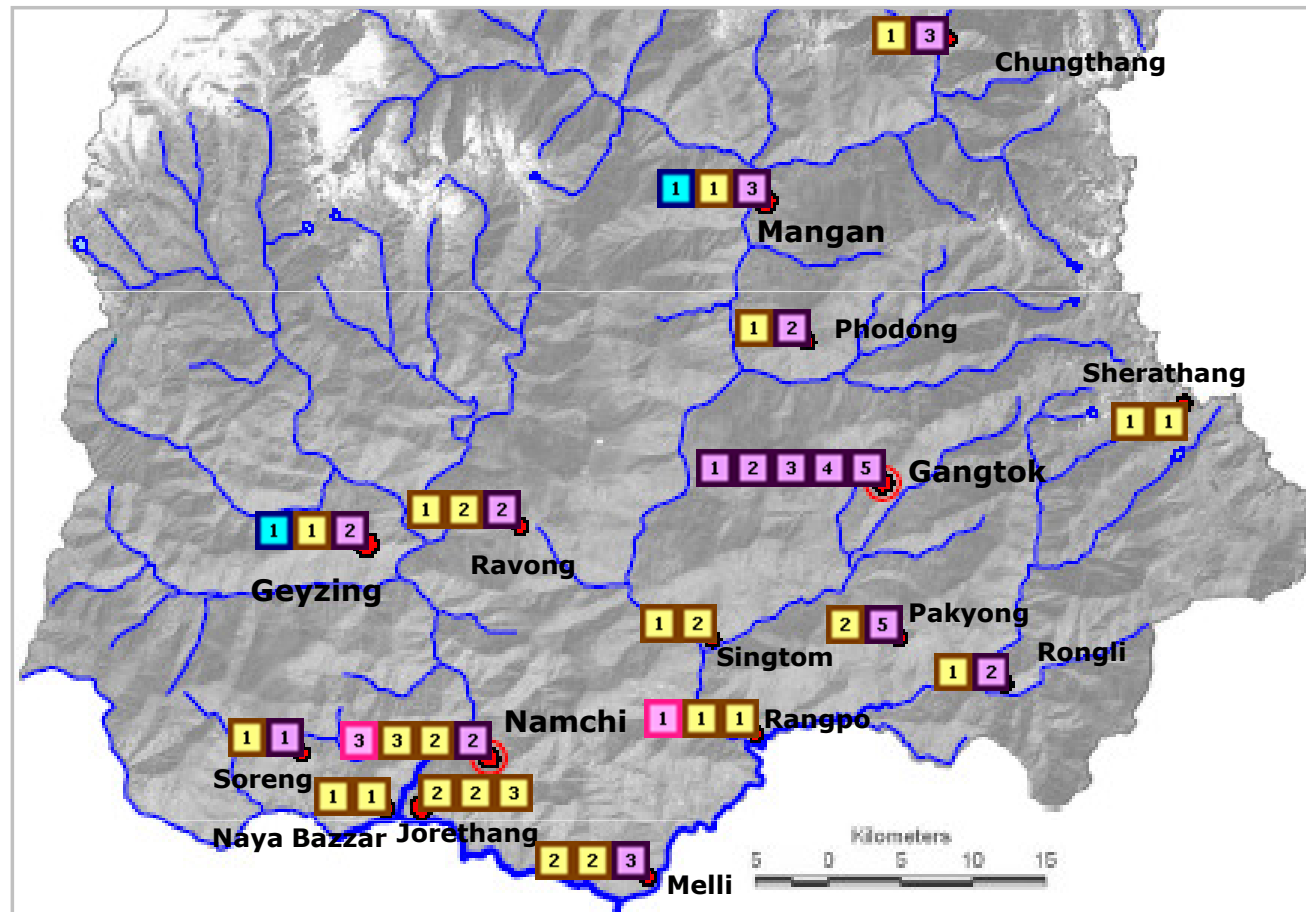 1 3
Chungthang
1 1 3
Mangan
1 2
Phodong
Sherathang
1 1
1 2 3 4 5
Gangtok
1 2 2
Ravong
1 1 2
Geyzing
1 2
Singtom
2 5
Pakyong
1 2
Rongli
1 1 1
Rangpo
3 3 2 2
Namchi
1 1
Soreng
1 1
Naya Bazzar
2 2 3
Jorethang
2 2 3
Melli
Kilometers
5 0 5 10 15